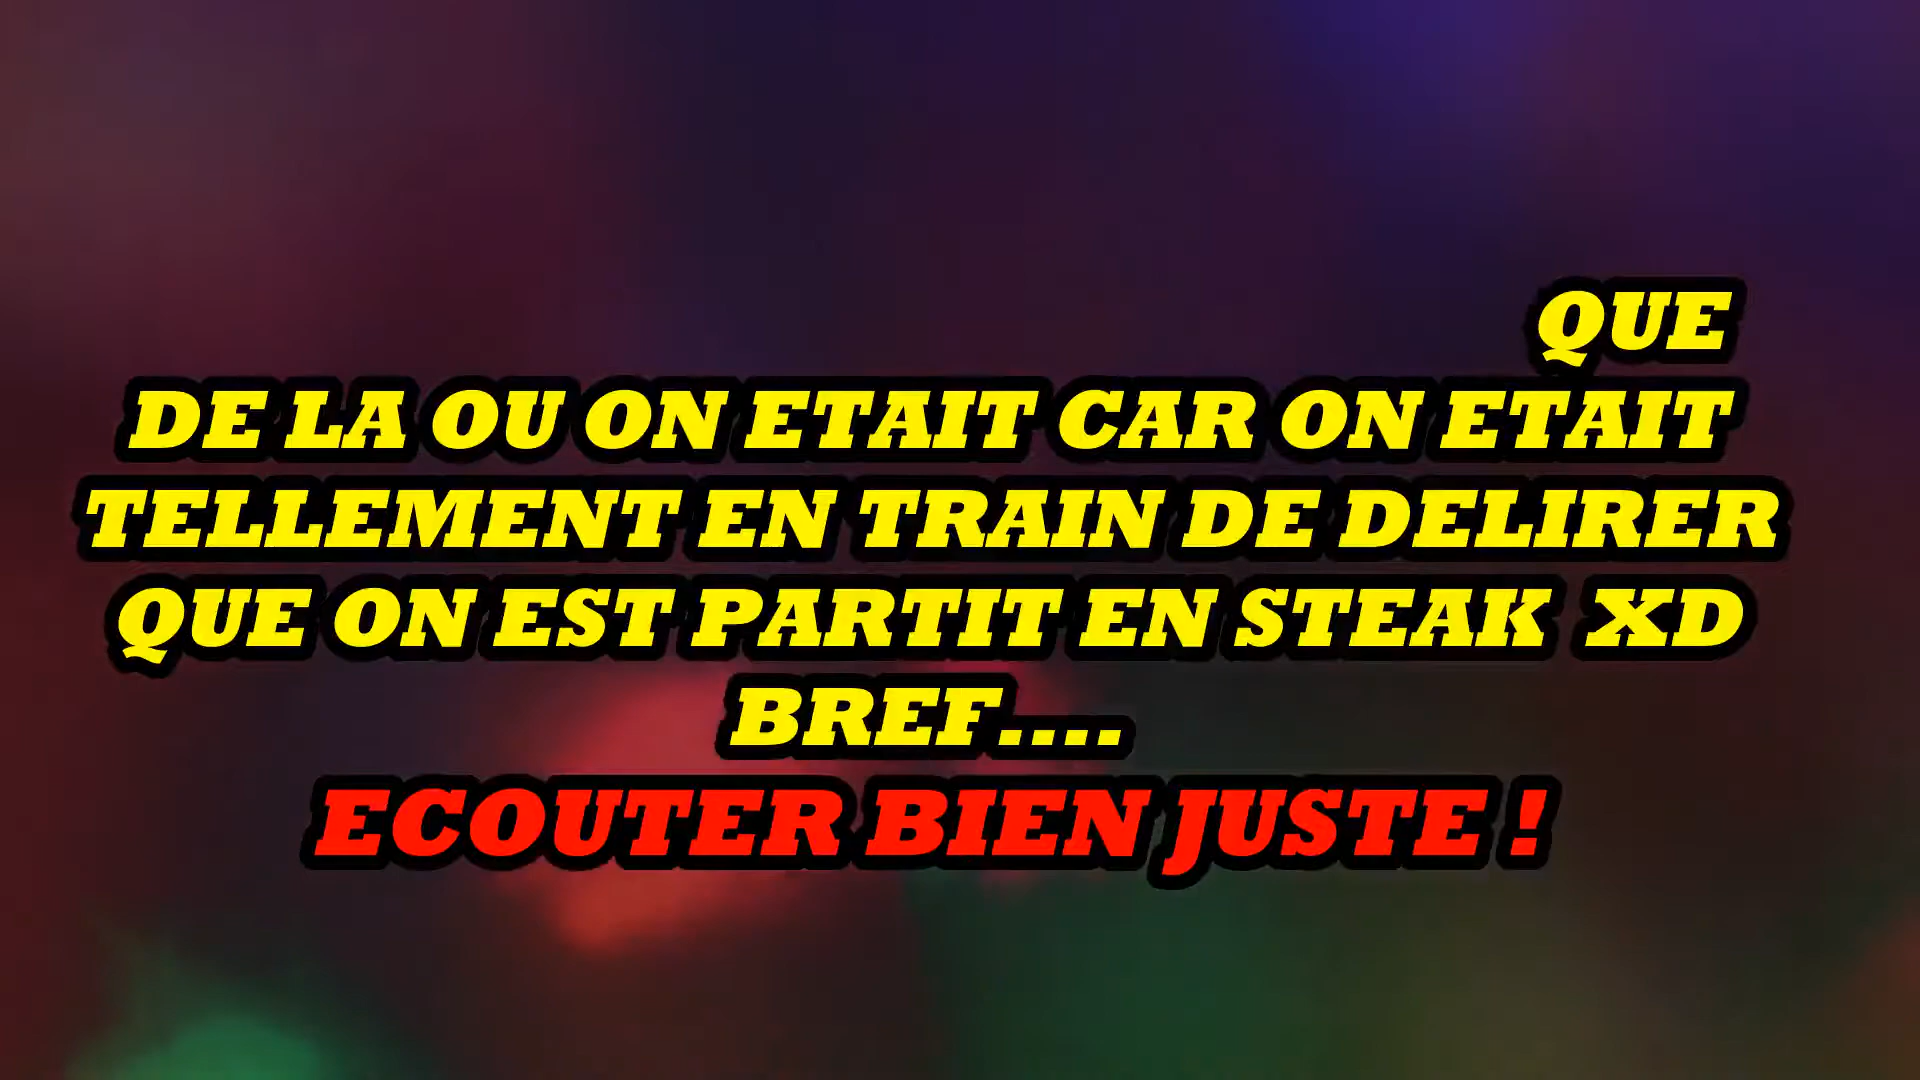 QUE
DE LA OU ON ETAIT CAR ON ETAIT
TELLEMENT EN TRAIN DE DELIRER
QUE ON EST PARTIT EN STEAK XD
BREF....
ECOUTER BIEN JUSTE !